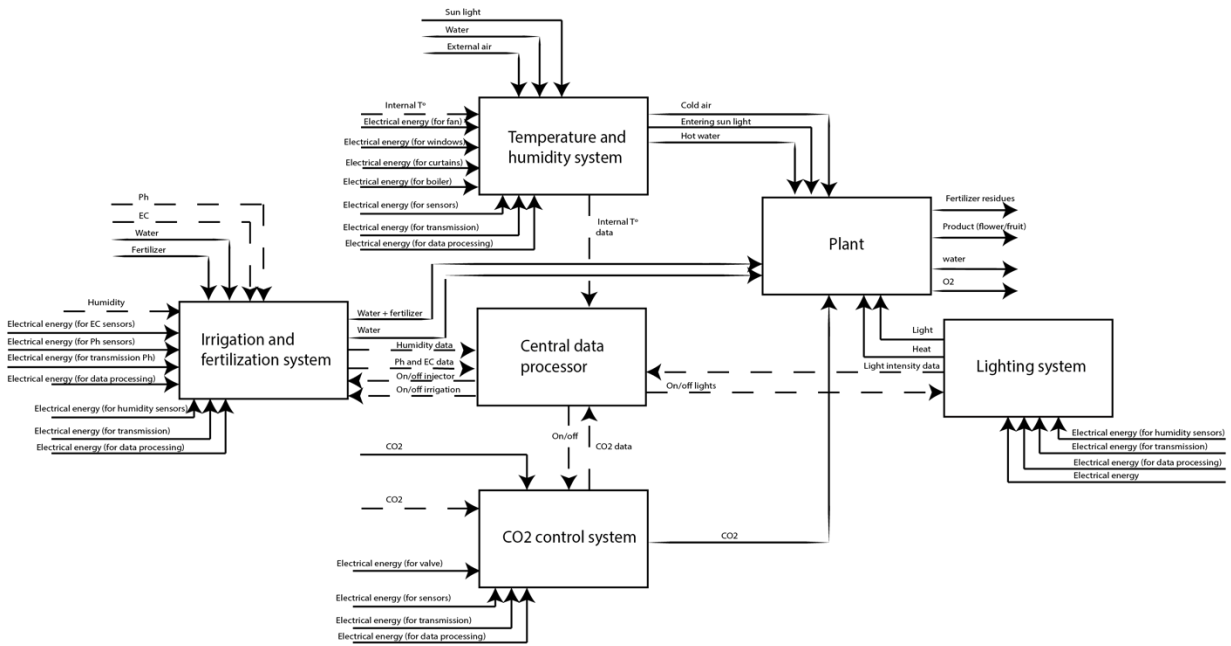 Sun light
Water
External air
Internal Tº
Electrical energy (for fan)
Electrical energy (for windows)
Electrical energy (for curtains)
Electrical energy (for boiler)
Electrical energy (for sensors)
Electrical energy (for transmission)
Electrical energy (for data processing)
Temperature and
humidity system
Cold air
Entering sun light
Hot water
Internal Tº
data
Ph
EC
Water
Fertilizer
Humidity
Electrical energy (for EC sensors)
Electrical energy (for Ph sensors)
Electrical energy (for transmission Ph)
Electrical energy (for data processing)
Electrical energy (for humidity sensors)
Electrical energy (for transmission)
Electrical energy (for data processing)
Irrigation and
fertilization system
Water + fertilizer
Water
Humidity data
Ph and EC data
On/off injector
On/off irrigation
Central data
processor
Plant
Fertilizer residues
Product (flower/fruit)
water
O2
Light
Heat
Light intensity data
On/off lights
Lighting system
Electrical energy (for humidity sensors)
Electrical energy (for transmission)
Electrical energy (for data processing)
Electrical energy
On/off
CO2 data
CO2
CO2
CO2 control system
CO2
Electrical energy (for valve)
Electrical energy (for sensors)
Electrical energy (for transmission)
Electrical energy (for data processing)